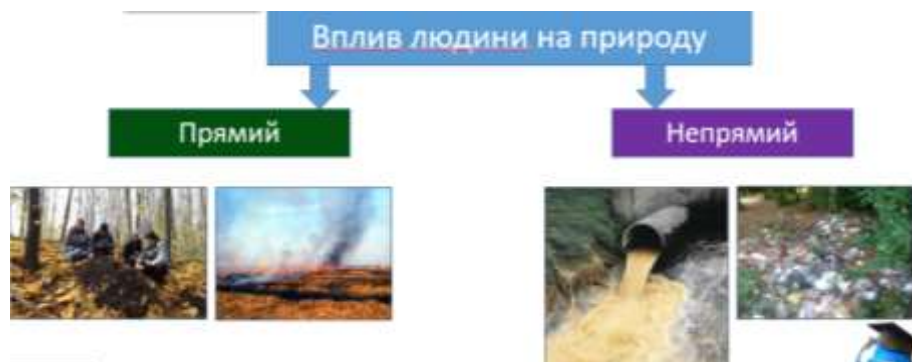 Вплив людини на природу
Прямий
Непрямий